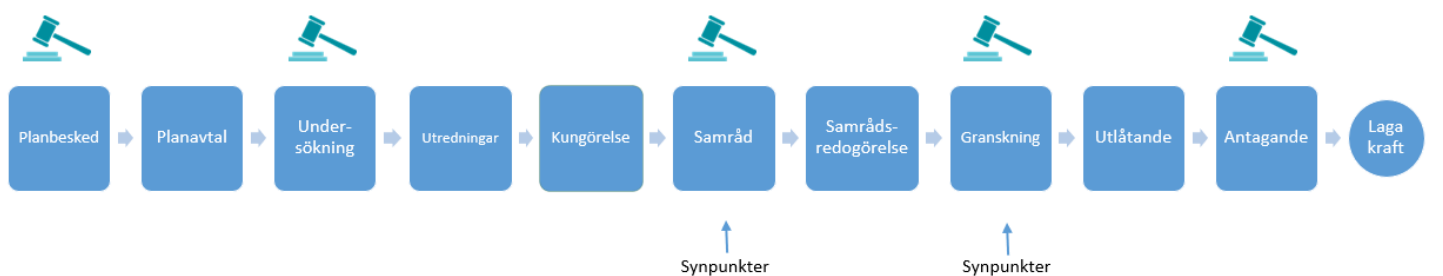 Planbesked
Planavtal
Under-
sökning
Utredningar
Kungörelse
Samråd
Samråds-
redogörelse
Granskning
Utlåtande
Antagande
Laga
kraft
Synpunkter
Synpunkter